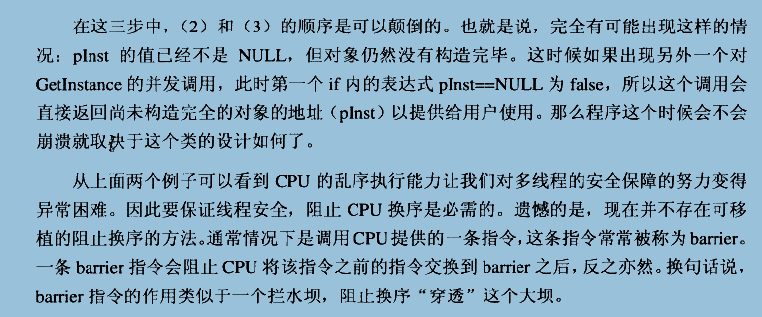 在这三步中，（2）和（3）的顺序是可以颠倒的。也就是说，完全有可能出现这样的情
况：pInst 的值已经不是 NULL，但对象仍然没有构造完毕。这时候如果出现另外一个对
GetInstance 的并发调用，此时第一个 if 内的表达式 pInst==NULL 为 false，所以这个调用会
直接返回尚未构造完全的对象的地址（pInst）以提供给用户使用。那么程序这个时候会不会
崩溃就取决于这个类的设计如何了。
从上面两个例子可以看到 CPU 的乱序执行能力让我们对多线程的安全保障的努力变得
异常困难。因此要保证线程安全，阻止 CPU 换序是必需的。遗憾的是，现在并不存在可移
植的阻止换序的方法。通常情况下是调用 CPU 提供的一条指令，这条指令常常被称为 barrier。
一条 barrier 指令会阻止 CPU 将该指令之前的指令交换到 barrier 之后，反之亦然。换句话说，
barrier 指令的作用类似于一个拦水坝，阻止换序“穿透”这个大坝。